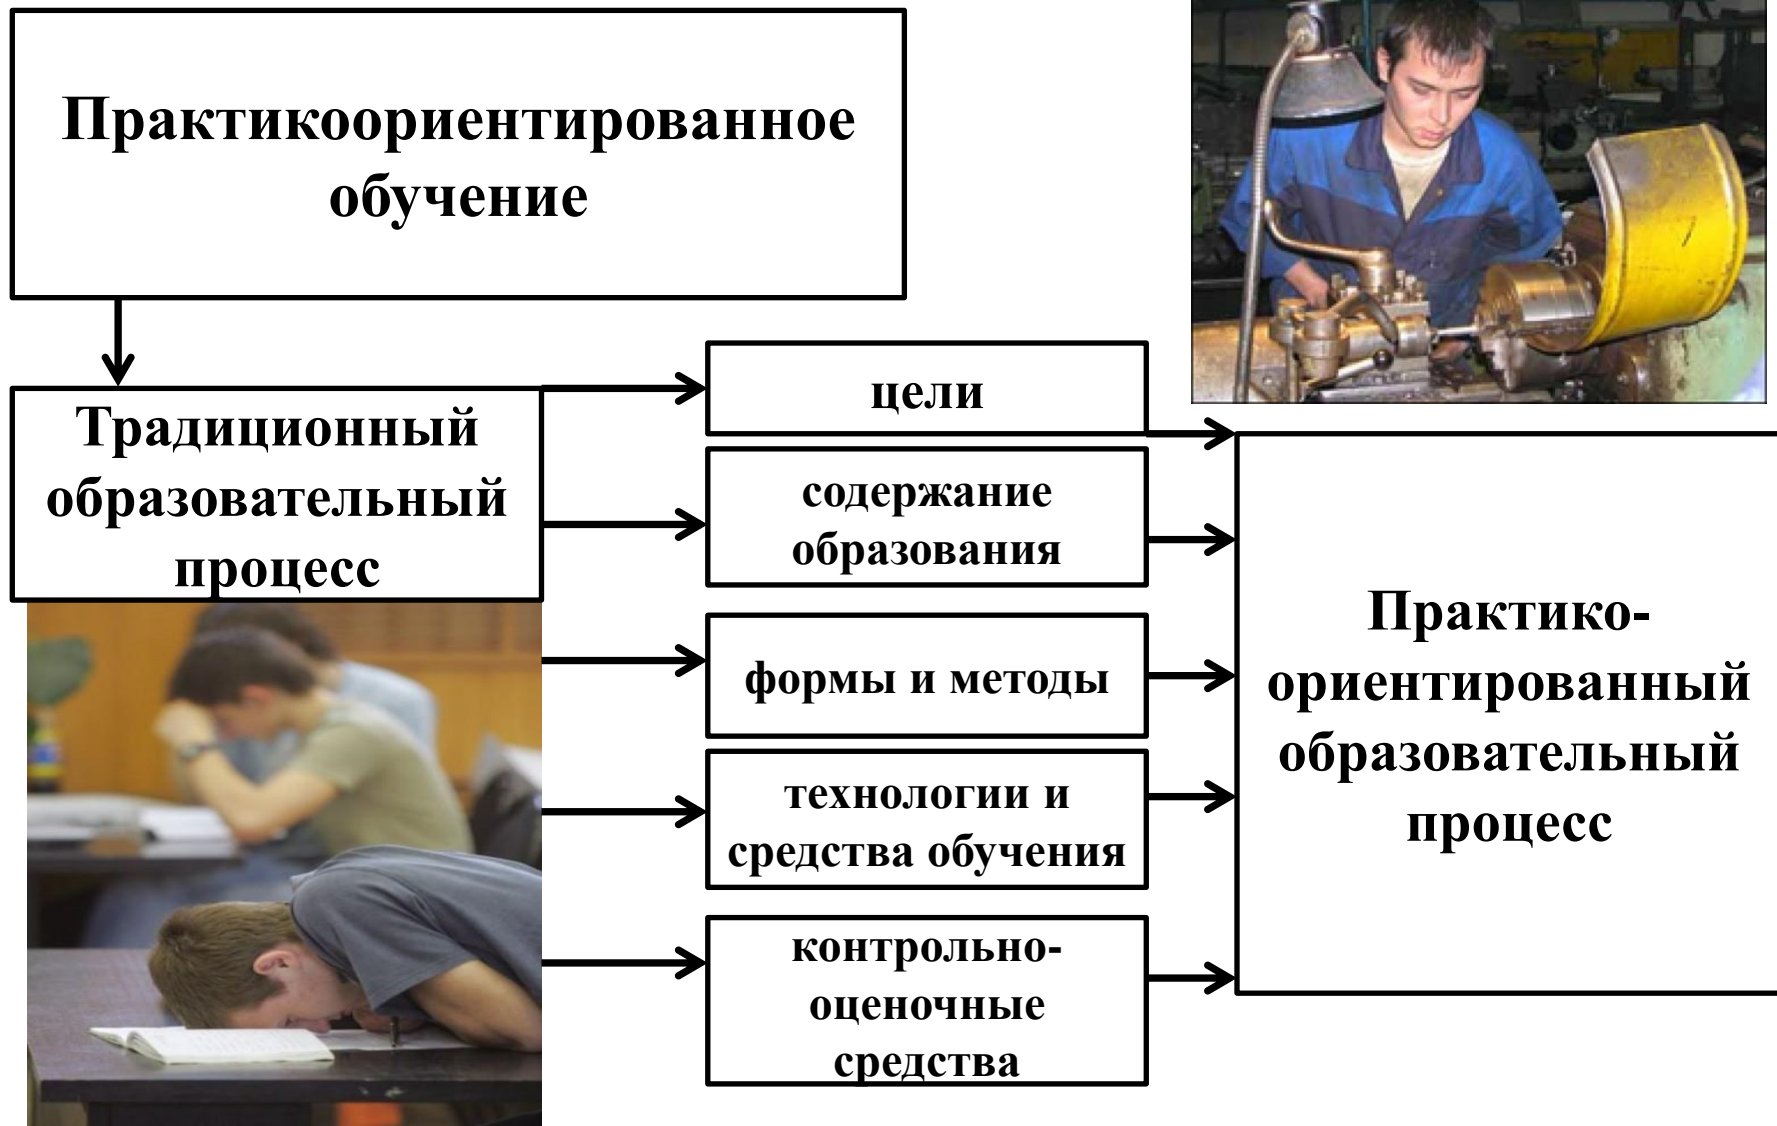 Практикоориентированное
обучение
Традиционный
образовательный
процесс
цели
содержание
образования
формы и методы
технологии и
средства обучения
контрольно-
оценочные
средства
Практико-
ориентированный
образовательный
процесс